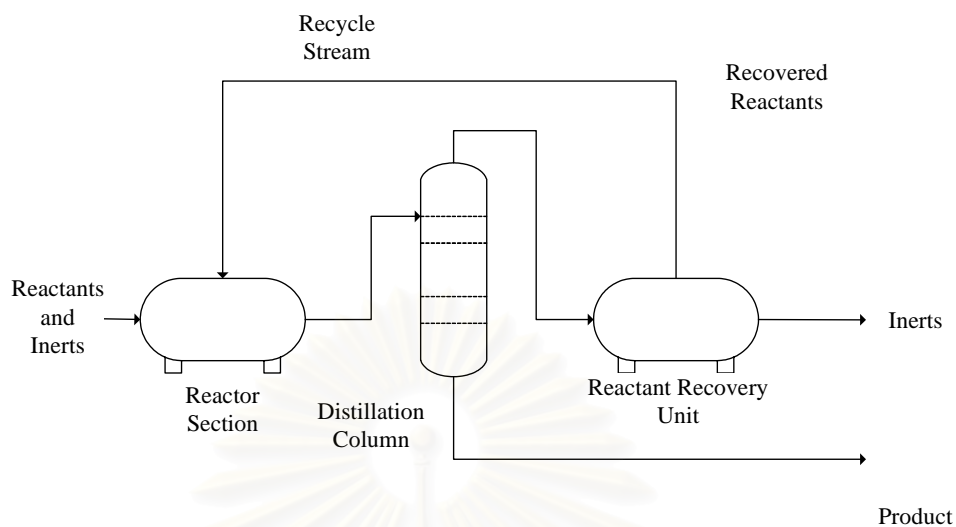 Recycle
Stream
Recovered
Reactants
Reactants
and
Inerts
Reactor
Section
Distillation
Column
Reactant Recovery
Unit
Inerts
Product